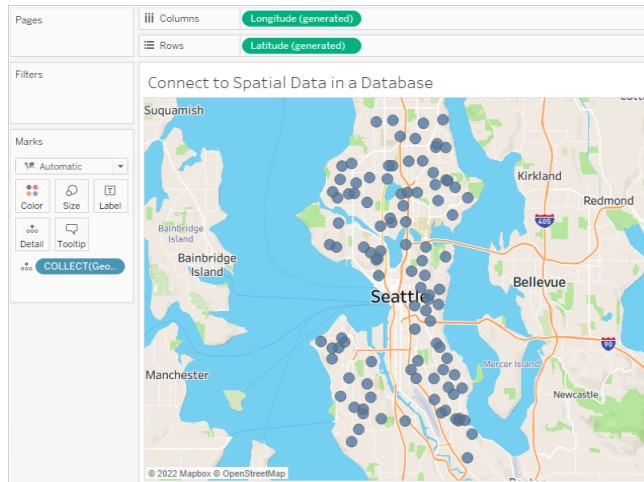 Pages
iii Columns
Longitude (generated)
Rows
Latitude (generated)
Filters
Connect to Spatial Data in a Database
Marks
Automatic
Color
Size
Label
Detail
Tooltip
COLLECT(Geo..
Suquamish
Kirkland
Redmond
405
Bainbridge
Island
Bainbridge
Island
Bellevue
Seattle
90
Mercer Island
Manchester
Newcastle
© 2022 Mapbox © OpenStreetMap